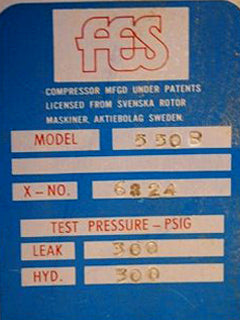 FES
COMPRESSOR MFGD UNDER PATENTS
LICENSED FROM SVENSKA ROTOR
MASKINER, AKTIEBOLAG SWEDEN.
MODEL 550B
X-NO. 6824
TEST PRESSURE-PSIG
LEAK 300
HYD. 300